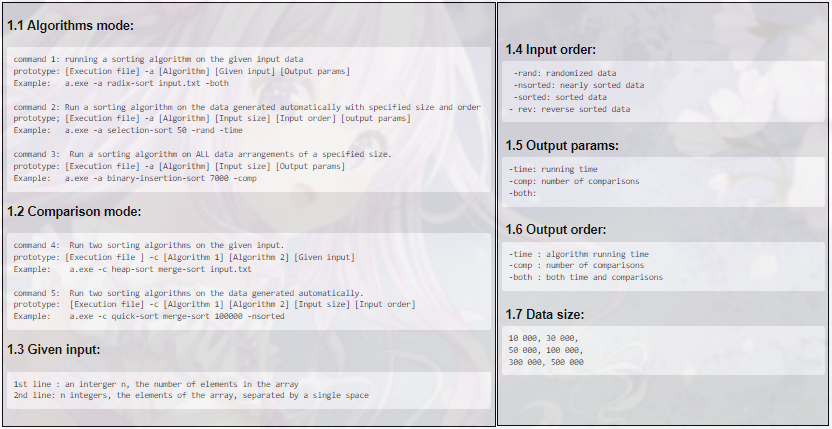 1.1 Algorithms mode:
command 1: running a sorting algorithm on the given input data
prototype: [Execution file] -a [Algorithm] [Given input] [Output params]
Example: a.exe -a radix-sort input.txt -both
command 2: Run a sorting algorithm on the data generated automatically with specified size and order
prototype; [Execution file] -a [Algorithm] [Input size] [Input order] [output params]
Example: a.exe -a selection-sort 50 -rand -time
command 3: Run a sorting algorithm on ALL data arrangements of a specified size.
prototype: [Execution file] -a [Algorithm] [Input size] [Output params]
Example: a.exe -a binary-insertion-sort 7000 -comp
1.2 Comparison mode:
command 4: Run two sorting algorithms on the given input.
prototype: [Execution file ] -c [Algorithm 1] [Algorithm 2] [Given input]
Example: a.exe -c heap-sort merge-sort input.txt
command 5: Run two sorting algorithms on the data generated automatically.
prototype: [Execution file] -c [Algorithm 1] [Algorithm 2] [Input size] [Input order]
Example: a.exe -c quick-sort merge-sort 100000 -nsorted
1.3 Given input:
1st line : an interger n, the number of elements in the array
2nd line: n integers, the elements of the array, separated by a single space
1.4 Input order:
-rand: randomized data
-nsorted: nearly sorted data
-sorted: sorted data
- rev: reverse sorted data
1.5 Output params:
-time: running time
-comp: number of comparisons
-both:
1.6 Output order:
-time : algorithm running time
-comp : number of comparisons
-both : both time and comparisons
1.7 Data size:
10 000, 30 000,
50 000, 100 000,
300 000, 500 000